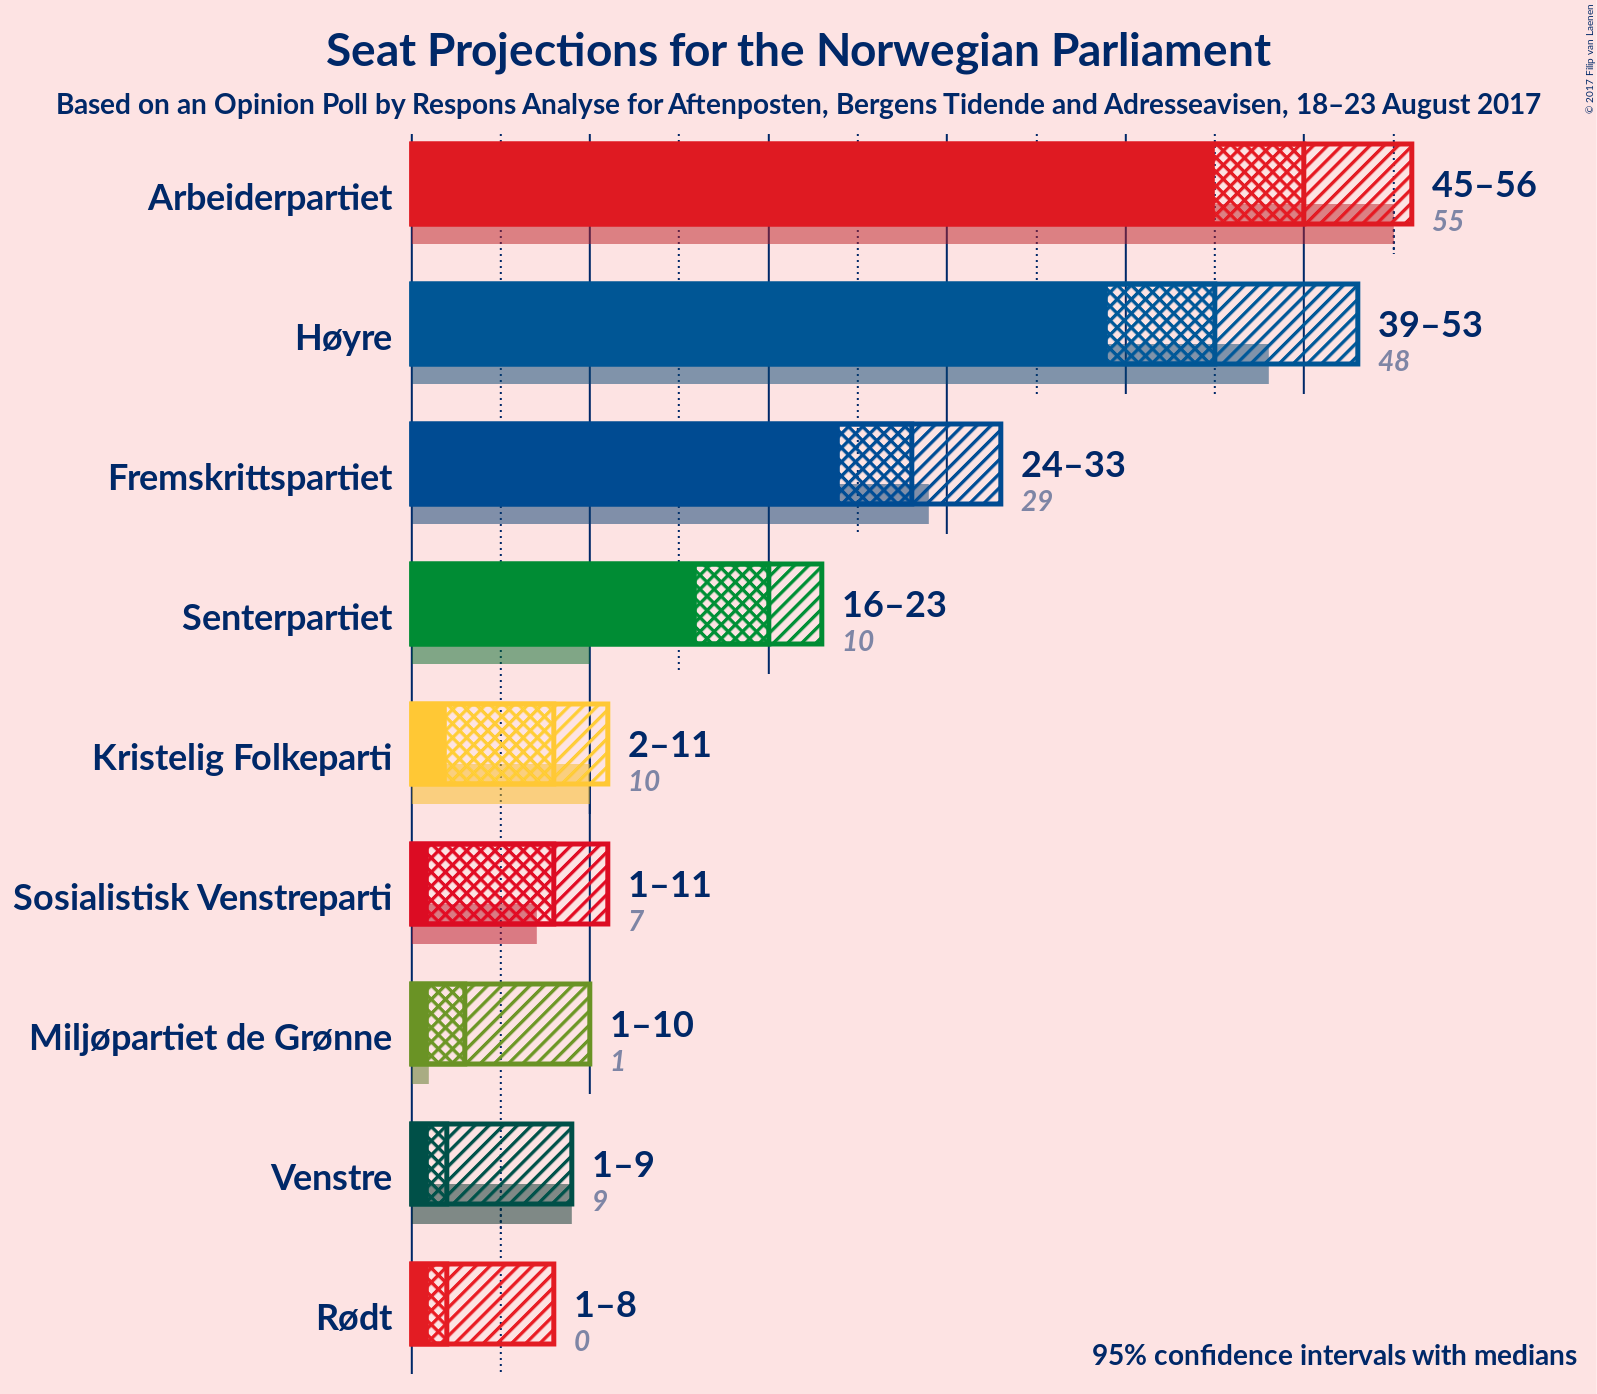 Seat Projections for the Norwegian Parliament
Based on an Opinion Poll by Respons Analyse for Aftenposten, Bergens Tidende and Adresseavisen, 18–23 August 2017
© 2017 Filip van Laenen
Arbeiderpartiet
45–56
55
Høyre
39–53
48
Fremskrittspartiet
24–33
29
Senterpartiet
16–23
10
Kristelig Folkeparti
2–11
10
Sosialistisk Venstreparti
1–11
7
Miljøpartiet de Grønne
1–10
1
Venstre
1–9
9
Rødt
1–8
0
95% confidence intervals with medians